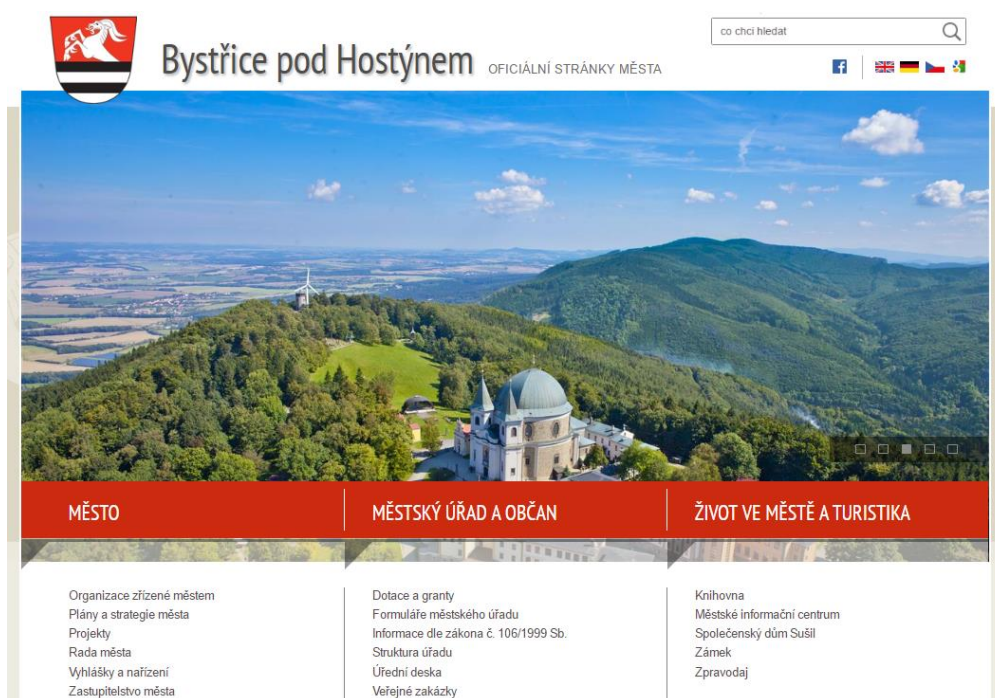 co chci hledat
Bystřice pod Hostýnem
OFICIÁLNÍ STRÁNKY MĚSTA
MĚSTO
MĚSTSKÝ ÚŘAD A OBČAN
ŽIVOT VE MĚSTĚ A TURISTIKA
Organizace zřízené městem
Plány a strategie města
Projekty
Rada města
Vyhlášky a nařízení
Zastupitelstvo města
Dotace a granty
Formuláře městského úřadu
Informace dle zákona č. 106/1999 Sb.
Struktura úřadu
Úřední deska
Veřejné zakázky
Knihovna
Městské informační centrum
Společenský dům Sušil
Zámek
Zpravodaj